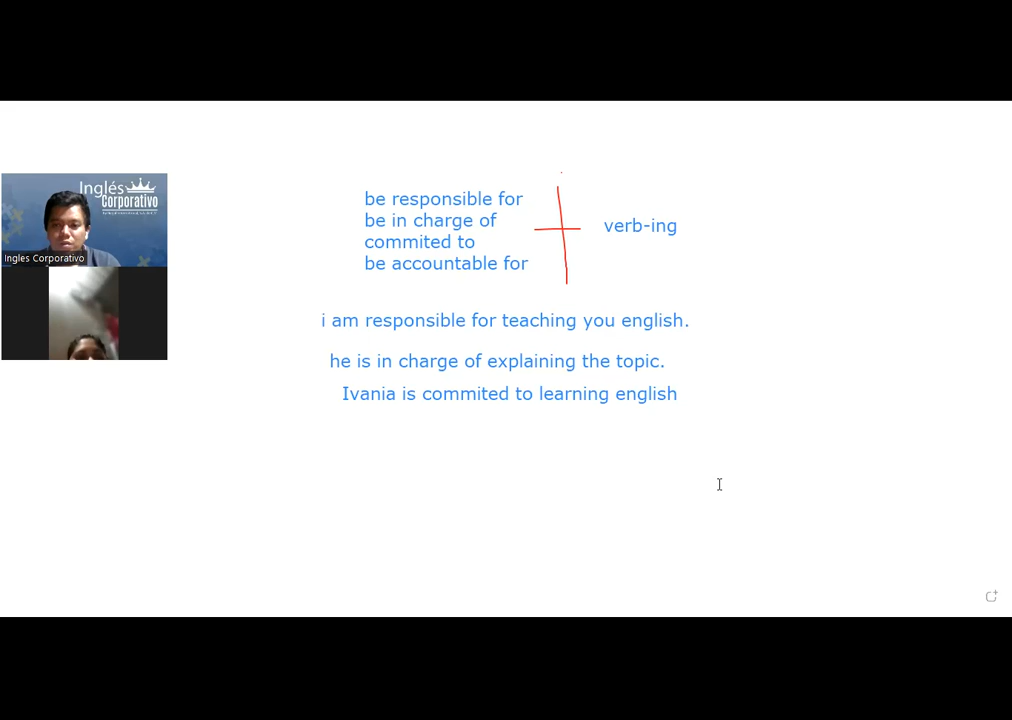 Inglés
Corporativo
Ingles Corporativo
be responsible for
be in charge of
commited to
be accountable for
verb-ing
i am responsible for teaching you english.
he is in charge of explaining the topic.
Ivania is commited to learning english